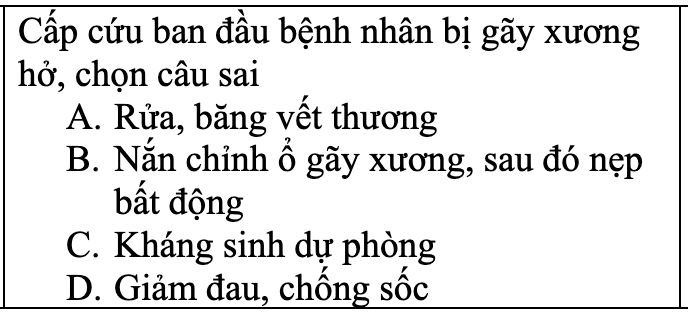 Cấp cứu ban đầu bệnh nhân bị gãy xương
hở, chọn câu sai
A. Rửa, băng vết thương
B. Nắn chỉnh ổ gãy xương, sau đó nẹp
bất động
C. Kháng sinh dự phòng
D. Giảm đau, chống sốc